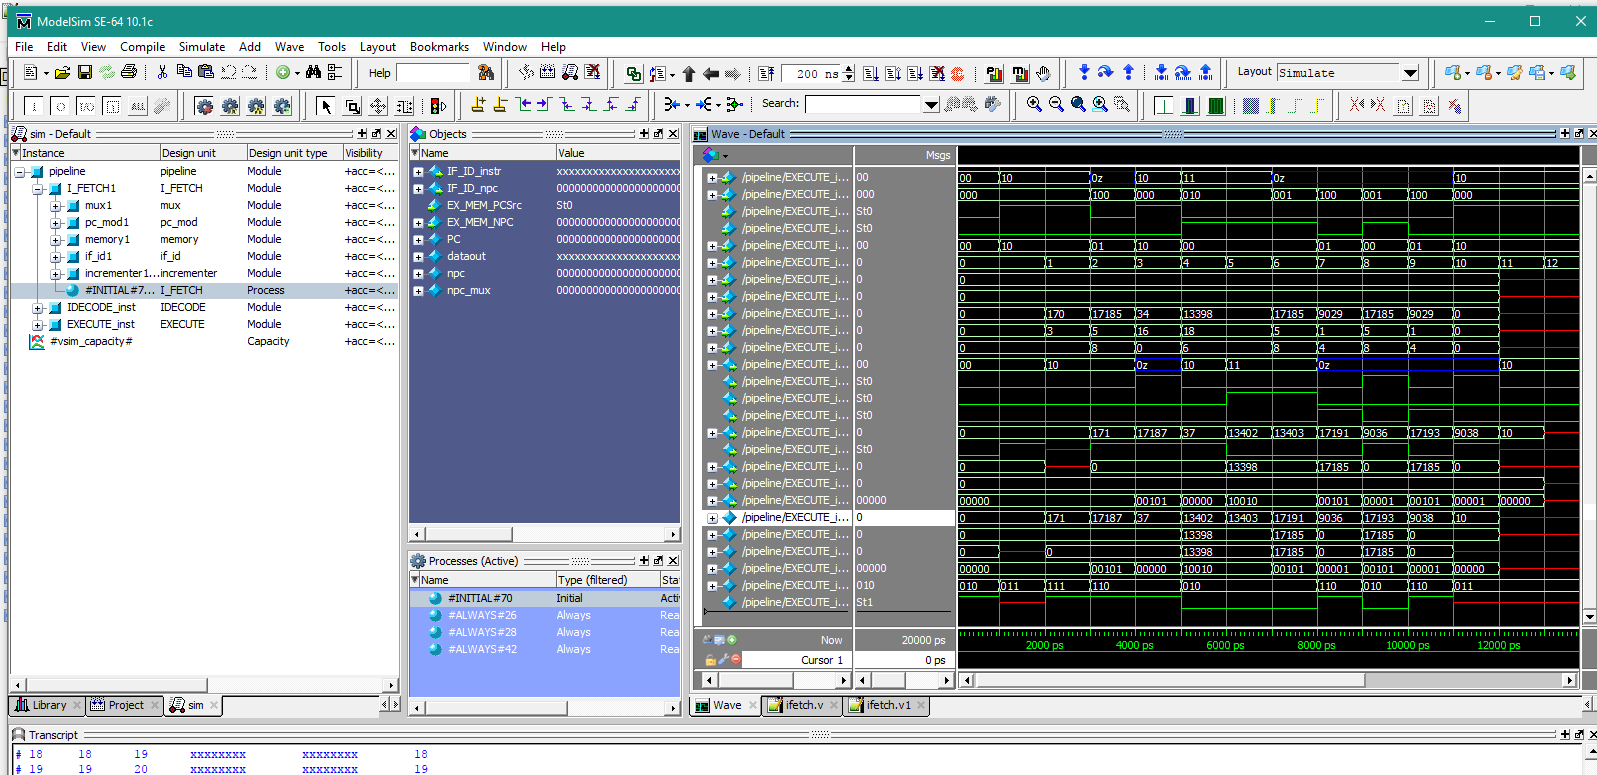 ModelSim SE-64 10.1c
File Edit View Compile Simulate Add Wave Tools Layout Bookmarks Window Help
Help 200 ns Layout Simulate
Search:
sim - Default
Instance Design unit Design unit type Visibility
pipeline pipeline Module +acc=<...
I_FETCH1 I_FETCH Module +acc=<...
mux1 mux Module +acc=<...
pc_mod1 pc_mod Module +acc=<...
memory1 memory Module +acc=<...
if_id1 if_id Module +acc=<...
incrementer1... incrementer Module +acc=<...
#INITIAL#7... I_FETCH Process +acc=<...
IDECODE_inst IDECODE Module +acc=<...
EXECUTE_inst EXECUTE Module +acc=<...
#vsim_capacity# Capacity +acc=<...
Library Project sim
Objects
Name Value
IF_ID_instr xxxxxxxxxxxxxxxxxxxxx
IF_ID_npc 000000000000000000
EX_MEM_PCSrc St0
EX_MEM_NPC 000000000000000000
PC 000000000000000000
dataout xxxxxxxxxxxxxxxxxxxxx
npc 000000000000000000
npc_mux 000000000000000000
Processes (Active)
Name Type (filtered) Stat
#INITIAL#70 Initial Acti
#ALWAYS#26 Always Rea
#ALWAYS#28 Always Rea
#ALWAYS#42 Always Rea
Wave - Default
Msgs
/pipeline/EXECUTE_i... 00 00 10 0z 10 11 0z 10
/pipeline/EXECUTE_i... 000 000 100 000 010 001 100 001 100 000
/pipeline/EXECUTE_i... St0
/pipeline/EXECUTE_i... St0
/pipeline/EXECUTE_i... 00 00 10 01 10 00 01 00 01 10
/pipeline/EXECUTE_i... 0 0 1 2 3 4 5 6 7 8 9 10 11 12
/pipeline/EXECUTE_i... 0 0
/pipeline/EXECUTE_i... 0 0
/pipeline/EXECUTE_i... 0 0 170 17185 34 13398 17185 9029 17185 9029 0
/pipeline/EXECUTE_i... 0 0 3 5 16 18 5 1 5 1 0
/pipeline/EXECUTE_i... 0 0 8 0 6 8 4 8 4 0
/pipeline/EXECUTE_i... 00 00 10 0z 10 11 0z 10
/pipeline/EXECUTE_i... St0
/pipeline/EXECUTE_i... St0
/pipeline/EXECUTE_i... St0
/pipeline/EXECUTE_i... 0 0 171 17187 37 13402 13403 17191 9036 17193 9038 10
/pipeline/EXECUTE_i... St0
/pipeline/EXECUTE_i... 0 0 0 13398 17185 0 17185 0
/pipeline/EXECUTE_i... 0 0
/pipeline/EXECUTE_i... 00000 00000 00101 00000 10010 00101 00001 00101 00001 00000
/pipeline/EXECUTE_i... 0 0 171 17187 37 13402 13403 17191 9036 17193 9038 10
/pipeline/EXECUTE_i... 0 0 13398 17185 0 17185 0
/pipeline/EXECUTE_i... 0 0 0 13398 17185 0 17185 0
/pipeline/EXECUTE_i... 00000 00000 00101 00000 10010 00101 00001 00101 00001 00000
/pipeline/EXECUTE_i... 010 010 011 111 110 010 110 010 110 011
/pipeline/EXECUTE_i... St1
Now 20000 ps 2000 ps 4000 ps 6000 ps 8000 ps 10000 ps 12000 ps
Cursor 1 0 ps
Wave ifetch.v ifetch.v1
Transcript
# 18 18 19 xxxxxxxx xxxxxxxx 18
# 19 19 20 xxxxxxxx xxxxxxxx 19